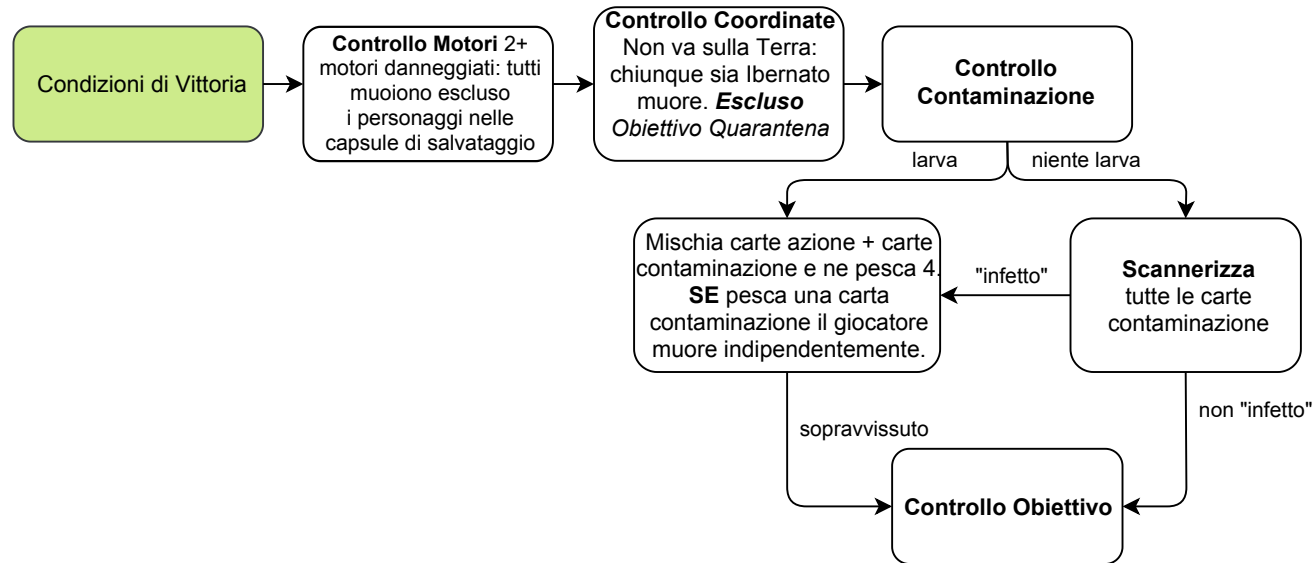 Condizioni di Vittoria
Controllo Motori 2+
motori danneggiati: tutti
muoiono escluso
i personaggi nelle
capsule di salvataggio
Controllo Coordinate
Non va sulla Terra:
chiunque sia Ibernato
muore. Escluso
Obiettivo Quarantena
Controllo
Contaminazione
larva
niente larva
Mischia carte azione + carte
contaminazione e ne pesca 4.
SE pesca una carta
contaminazione il giocatore
muore indipendentemente.
"infetto"
Scannerizza
tutte le carte
contaminazione
sopravvissuto
non "infetto"
Controllo Obiettivo